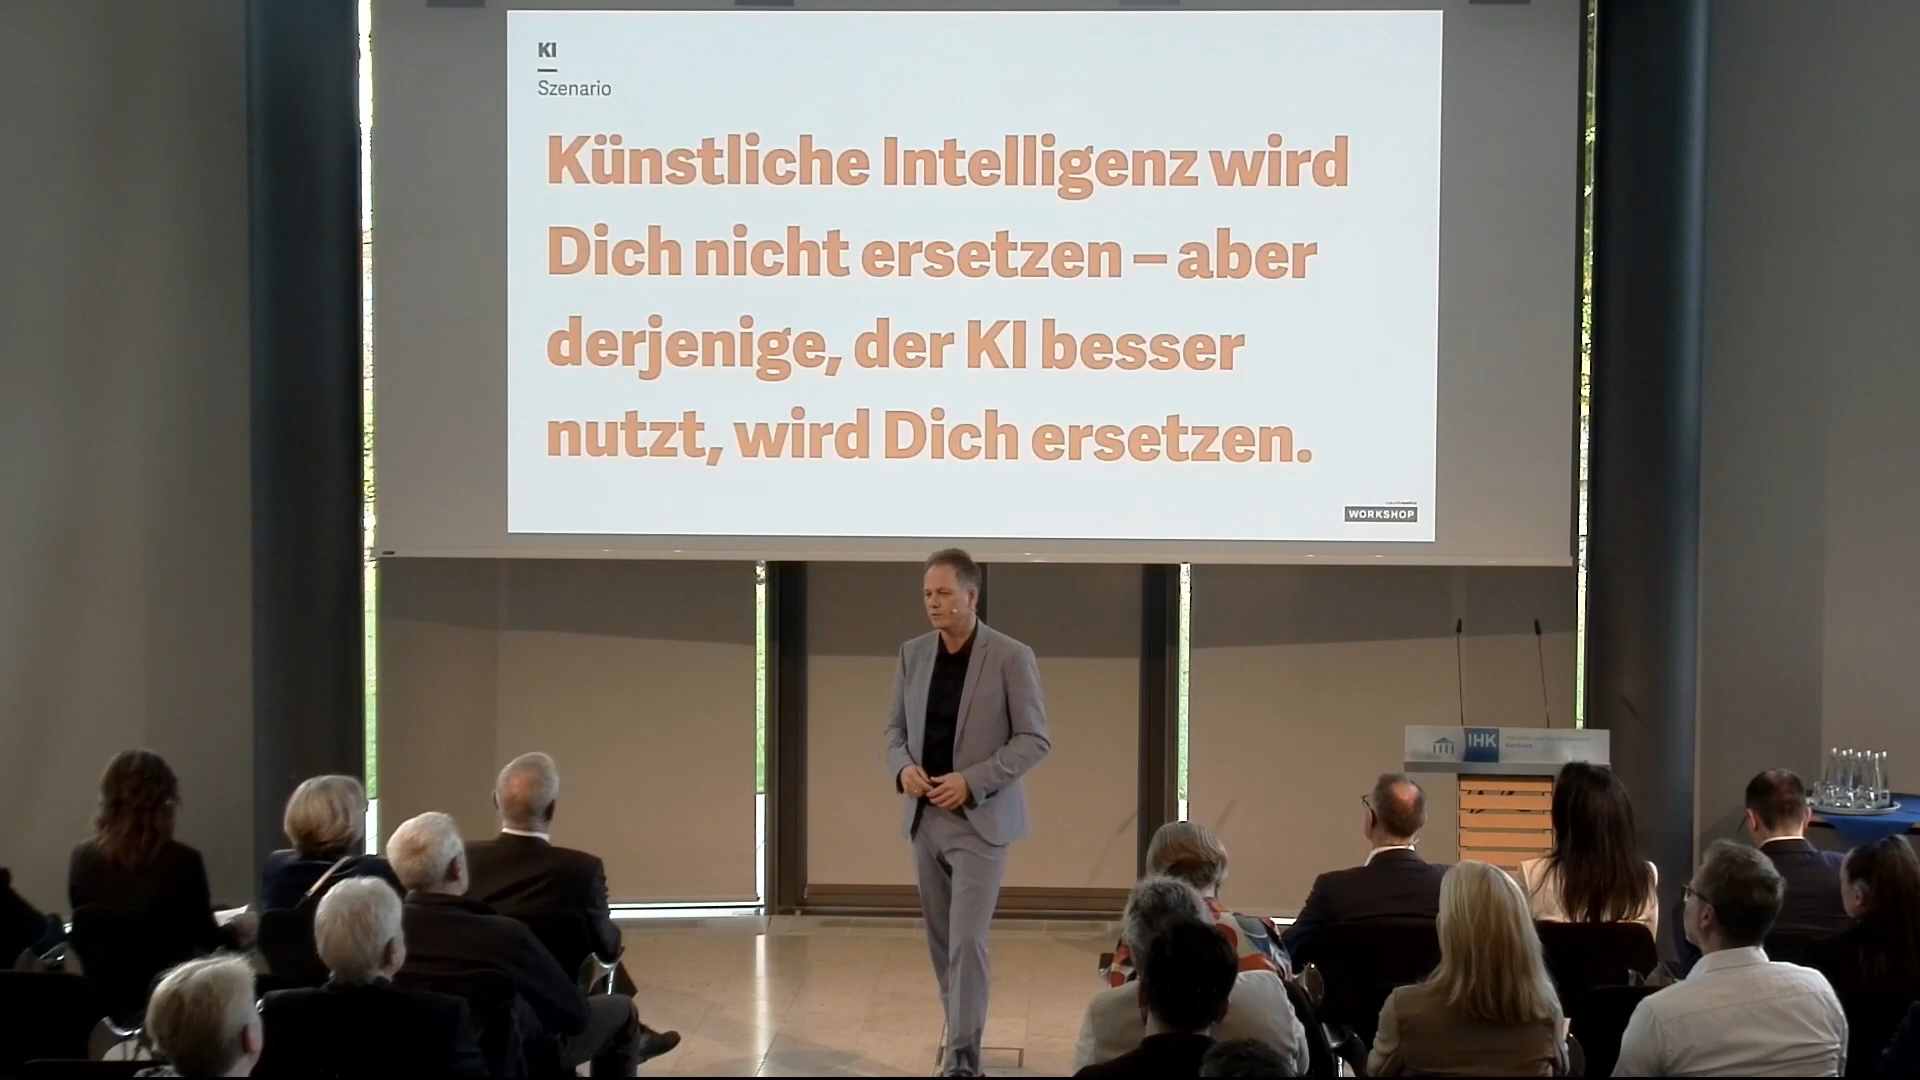 KI
Szenario
Künstliche Intelligenz wird
Dich nicht ersetzen – aber
derjenige, der KI besser
nutzt, wird Dich ersetzen.
WORKSHOP
IHK